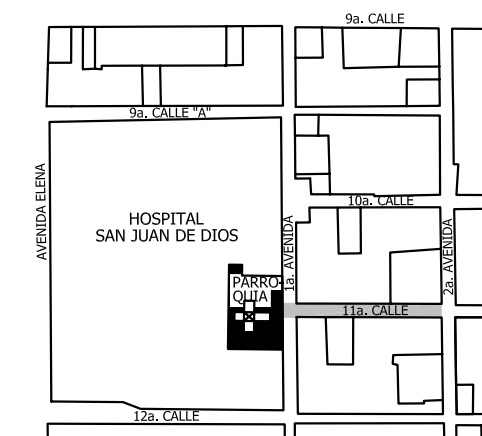 9a. CALLE
9a. CALLE "A"
AVENIDA ELENA
10a. CALLE
HOSPITAL
SAN JUAN DE DIOS
1a. AVENIDA
2a. AVENIDA
PARRO-
QUIA
11a. CALLE
12a. CALLE